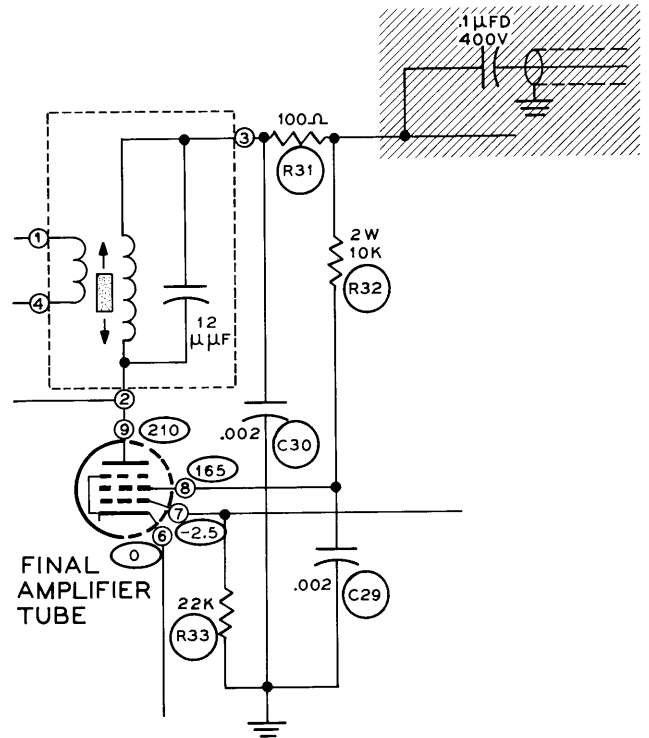 .1 μFD
400V
3
100Ω
R31
1
4
2W
10K
R32
12
μμF
2
9
210
.002
C30
165
8
7
-2.5
6
0
FINAL
AMPLIFIER
TUBE
.002
C29
22K
R33